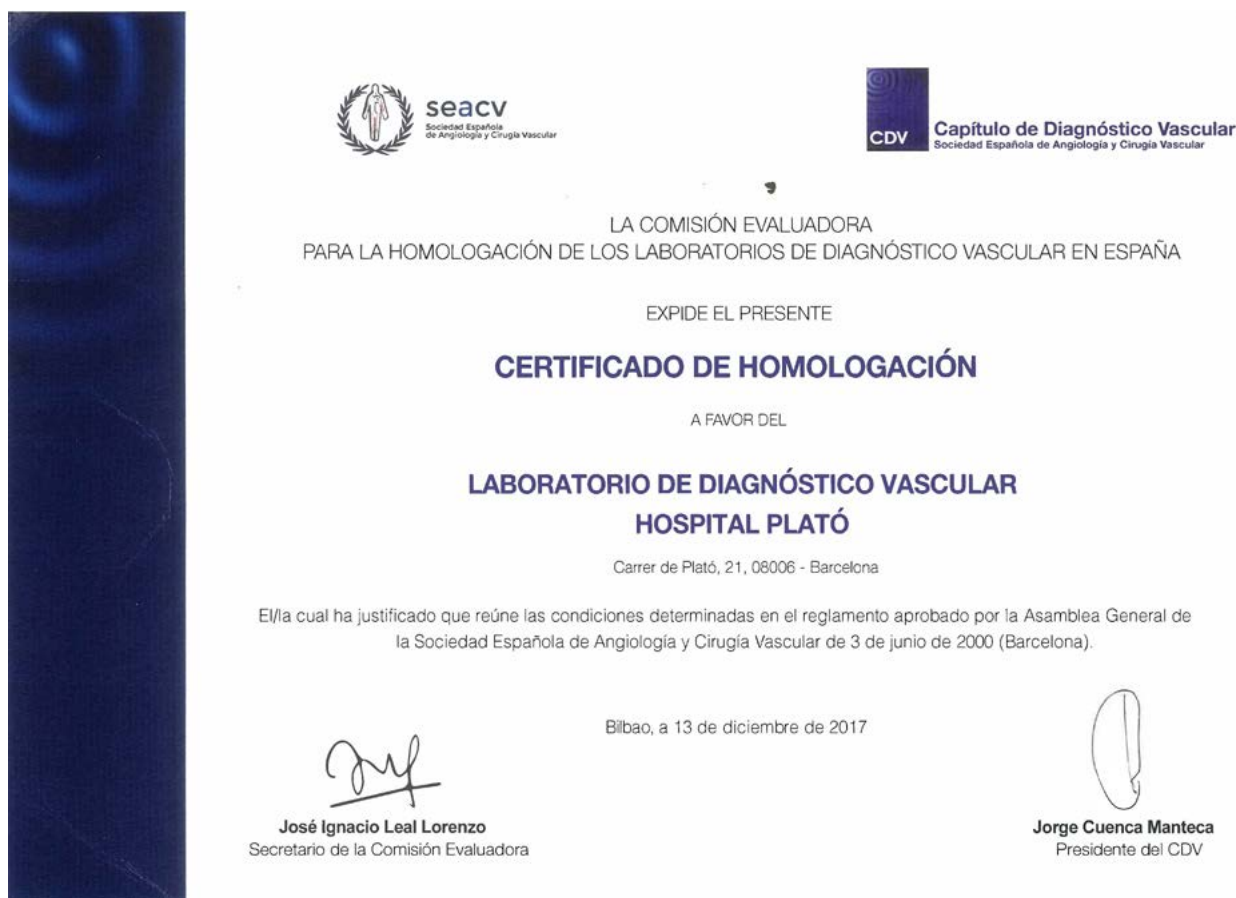 seacv
Sociedad Española
de Angiología y Cirugía Vascular
CDV
Capítulo de Diagnóstico Vascular
Sociedad Española de Angiología y Cirugía Vascular
LA COMISIÓN EVALUADORA
PARA LA HOMOLOGACIÓN DE LOS LABORATORIOS DE DIAGNÓSTICO VASCULAR EN ESPAÑA
EXPIDE EL PRESENTE
CERTIFICADO DE HOMOLOGACIÓN
A FAVOR DEL
LABORATORIO DE DIAGNÓSTICO VASCULAR
HOSPITAL PLATÓ
Carrer de Plató, 21, 08006 - Barcelona
El/la cual ha justificado que reúne las condiciones determinadas en el reglamento aprobado por la Asamblea General de
la Sociedad Española de Angiología y Cirugía Vascular de 3 de junio de 2000 (Barcelona).
Bilbao, a 13 de diciembre de 2017
José Ignacio Leal Lorenzo
Secretario de la Comisión Evaluadora
Jorge Cuenca Manteca
Presidente del CDV